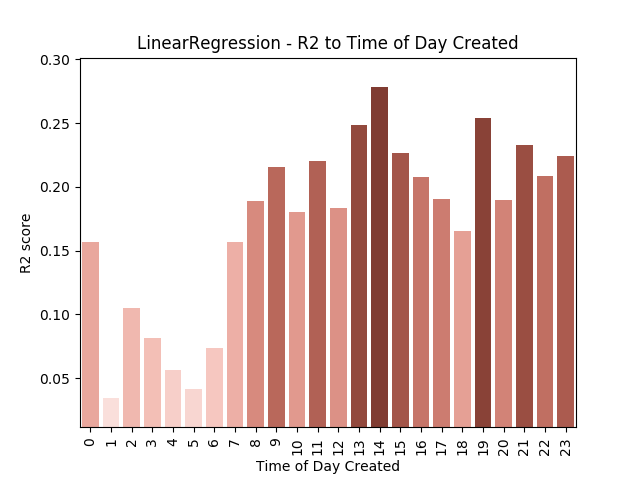 LinearRegression - R2 to Time of Day Created
0.30
0.25
0.20
0.15
0.10
0.05
R2 score
0 1 2 3 4 5 6 7 8 9 10 11 12 13 14 15 16 17 18 19 20 21 22 23
Time of Day Created